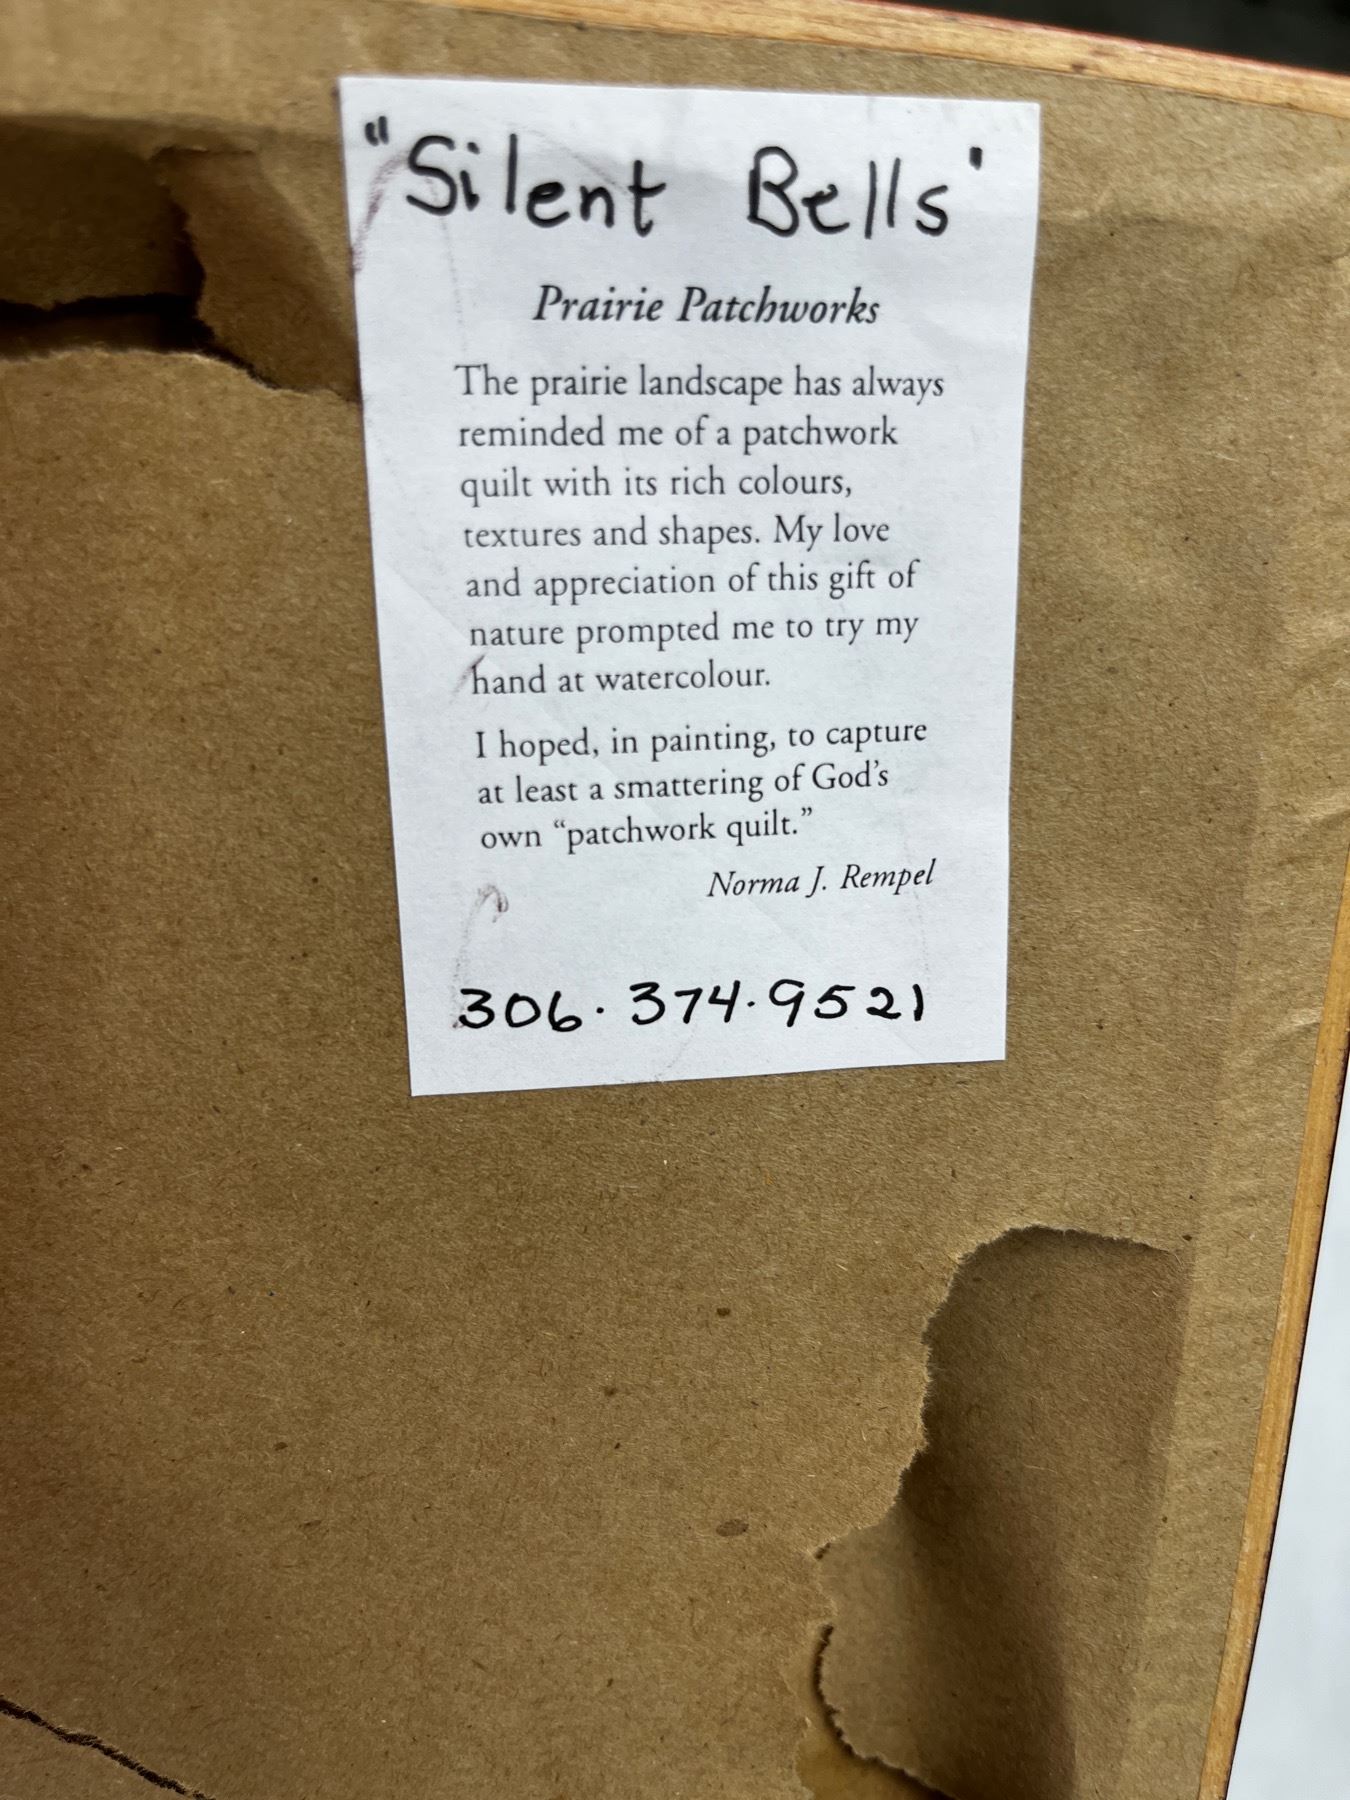 "Silent Bells"
Prairie Patchworks
The prairie landscape has always
reminded me of a patchwork
quilt with its rich colours,
textures and shapes. My love
and appreciation of this gift of
nature prompted me to try my
hand at watercolour.
I hoped, in painting, to capture
at least a smattering of God's
own “patchwork quilt.”
Norma J. Rempel
306·374·9521